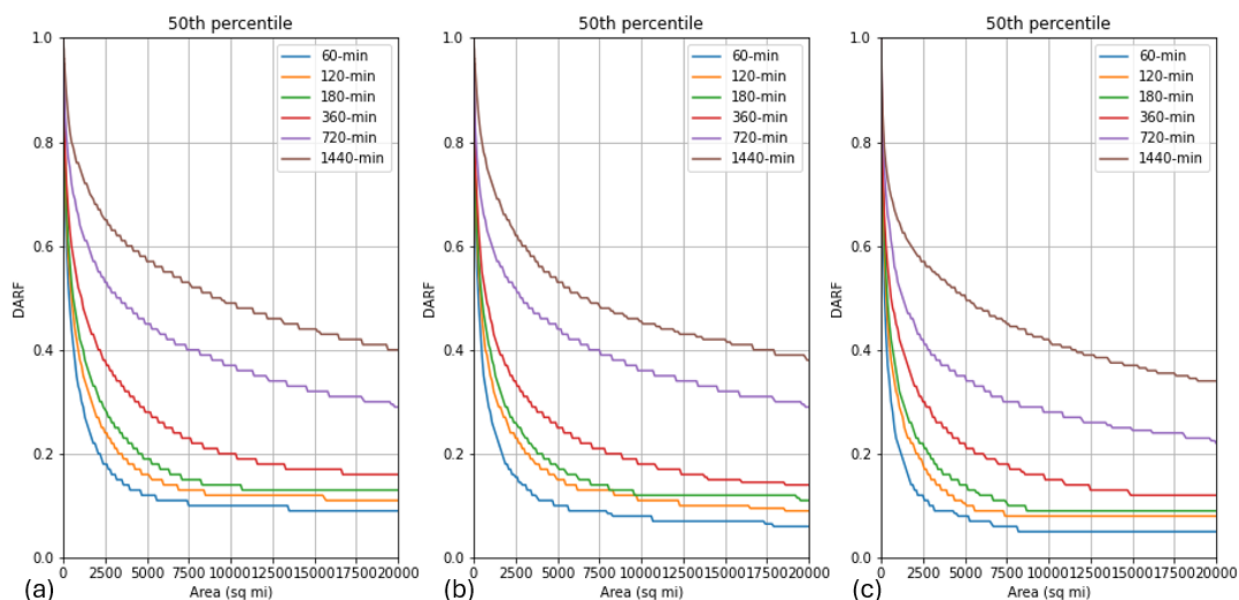 50th percentile
1.0
0.8
0.6
0.4
0.2
0.0
DARF
60-min
120-min
180-min
360-min
720-min
1440-min
0 2500 5000 7500 10000 12500 15000 17500 20000
Area (sq mi)
(a)
50th percentile
1.0
0.8
0.6
0.4
0.2
0.0
DARF
60-min
120-min
180-min
360-min
720-min
1440-min
0 2500 5000 7500 10000 12500 15000 17500 20000
Area (sq mi)
(b)
50th percentile
1.0
0.8
0.6
0.4
0.2
0.0
DARF
60-min
120-min
180-min
360-min
720-min
1440-min
0 2500 5000 7500 10000 12500 15000 17500 20000
Area (sq mi)
(c)